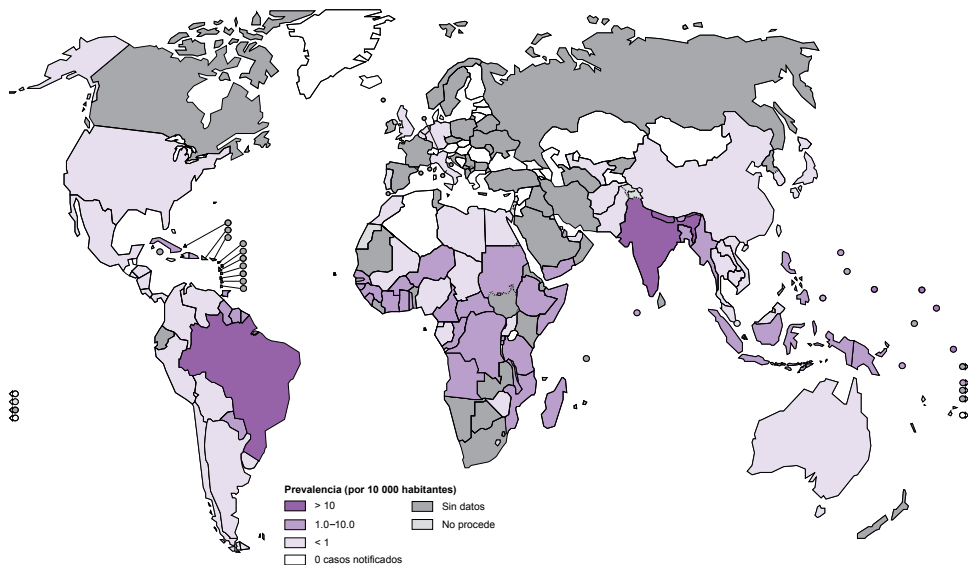 Prevalencia (por 10 000 habitantes)
> 10
1.0–10.0
< 1
0 casos notificados
Sin datos
No procede